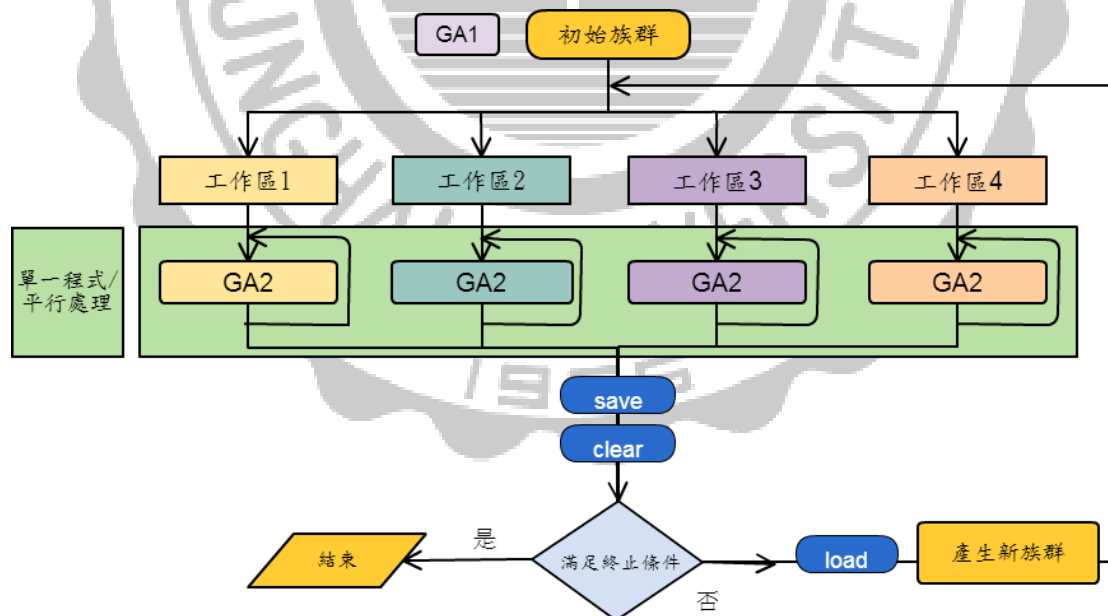 GA1
初始族群
工作區1
工作區2
工作區3
工作區4
單一程式/
平行處理
GA2
GA2
GA2
GA2
save
clear
滿足終止條件
是
結束
否
load
產生新族群